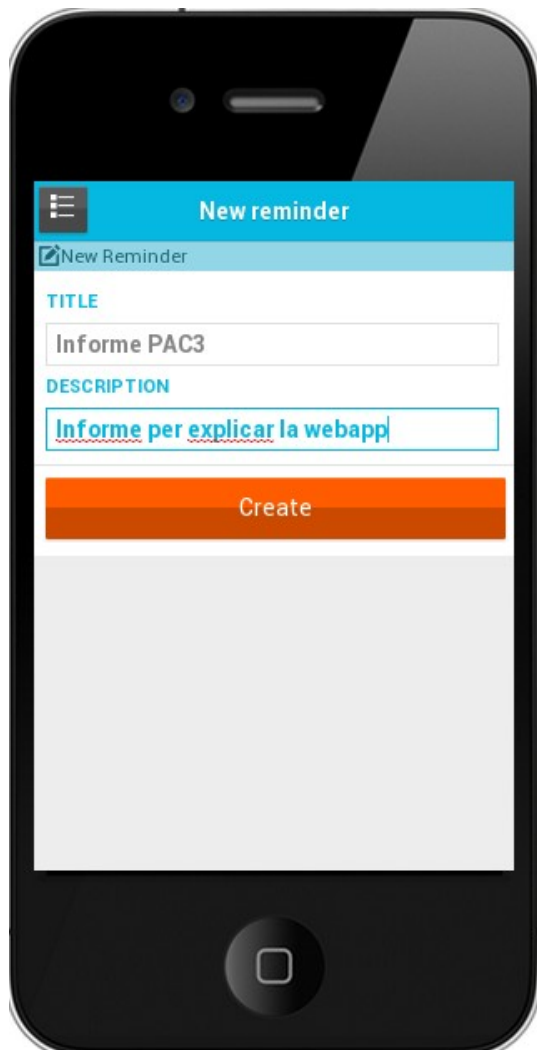 New reminder
New Reminder
TITLE
Informe PAC3
DESCRIPTION
Informe per explicar la webapp
Create